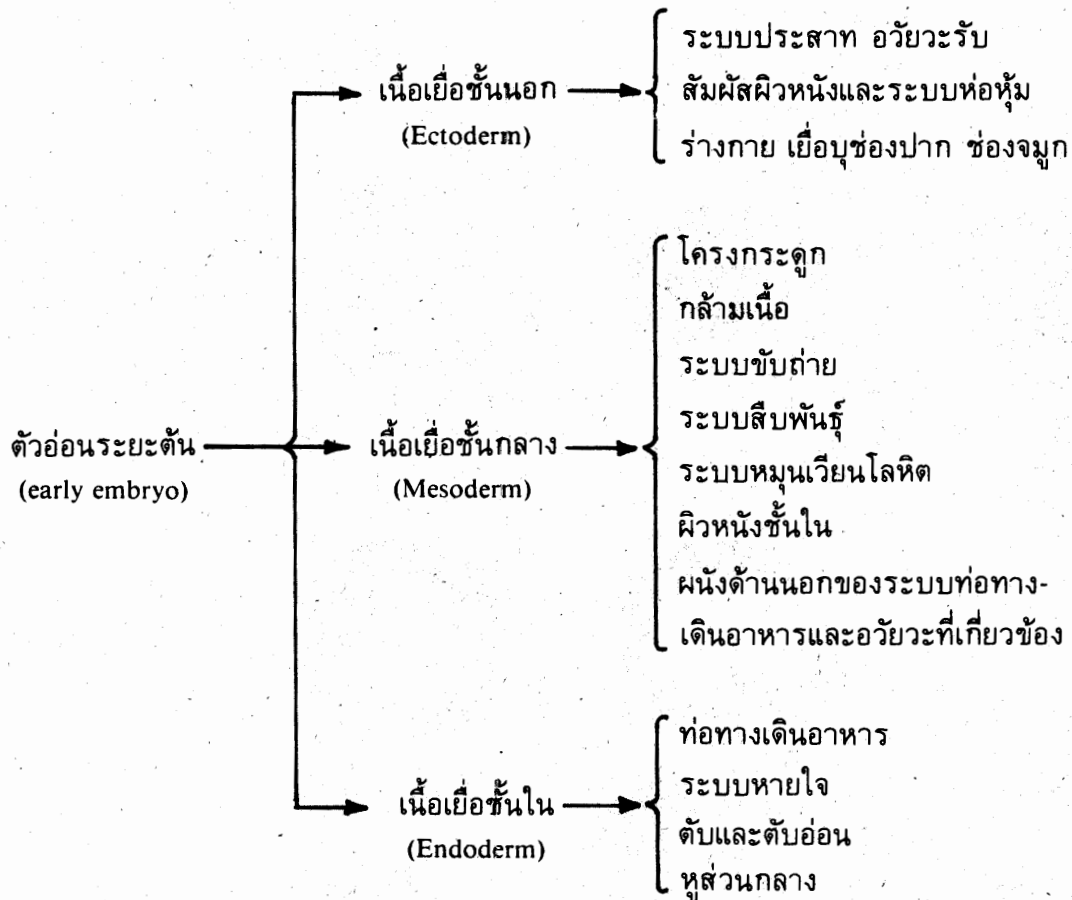 ระบบประสาท อวัยวะรับ
เนื้อเยื่อชั้นนอก
สัมผัสผิวหนังและระบบห่อหุ้ม
(Ectoderm)
ร่างกาย เยื่อบุช่องปาก ช่องจมูก
โครงกระดูก
กล้ามเนื้อ
ระบบขับถ่าย
ระบบสืบพันธุ์
ตัวอ่อนระยะต้น
(early embryo)
เนื้อเยื่อชั้นกลาง
(Mesoderm)
ระบบหมุนเวียนโลหิต
ผิวหนังชั้นใน
ผนังด้านนอกของระบบท่อทาง-
เดินอาหารและอวัยวะที่เกี่ยวข้อง
ท่อทางเดินอาหาร
เนื้อเยื่อชั้นใน
(Endoderm)
ระบบหายใจ
ตับและตับอ่อน
หูส่วนกลาง